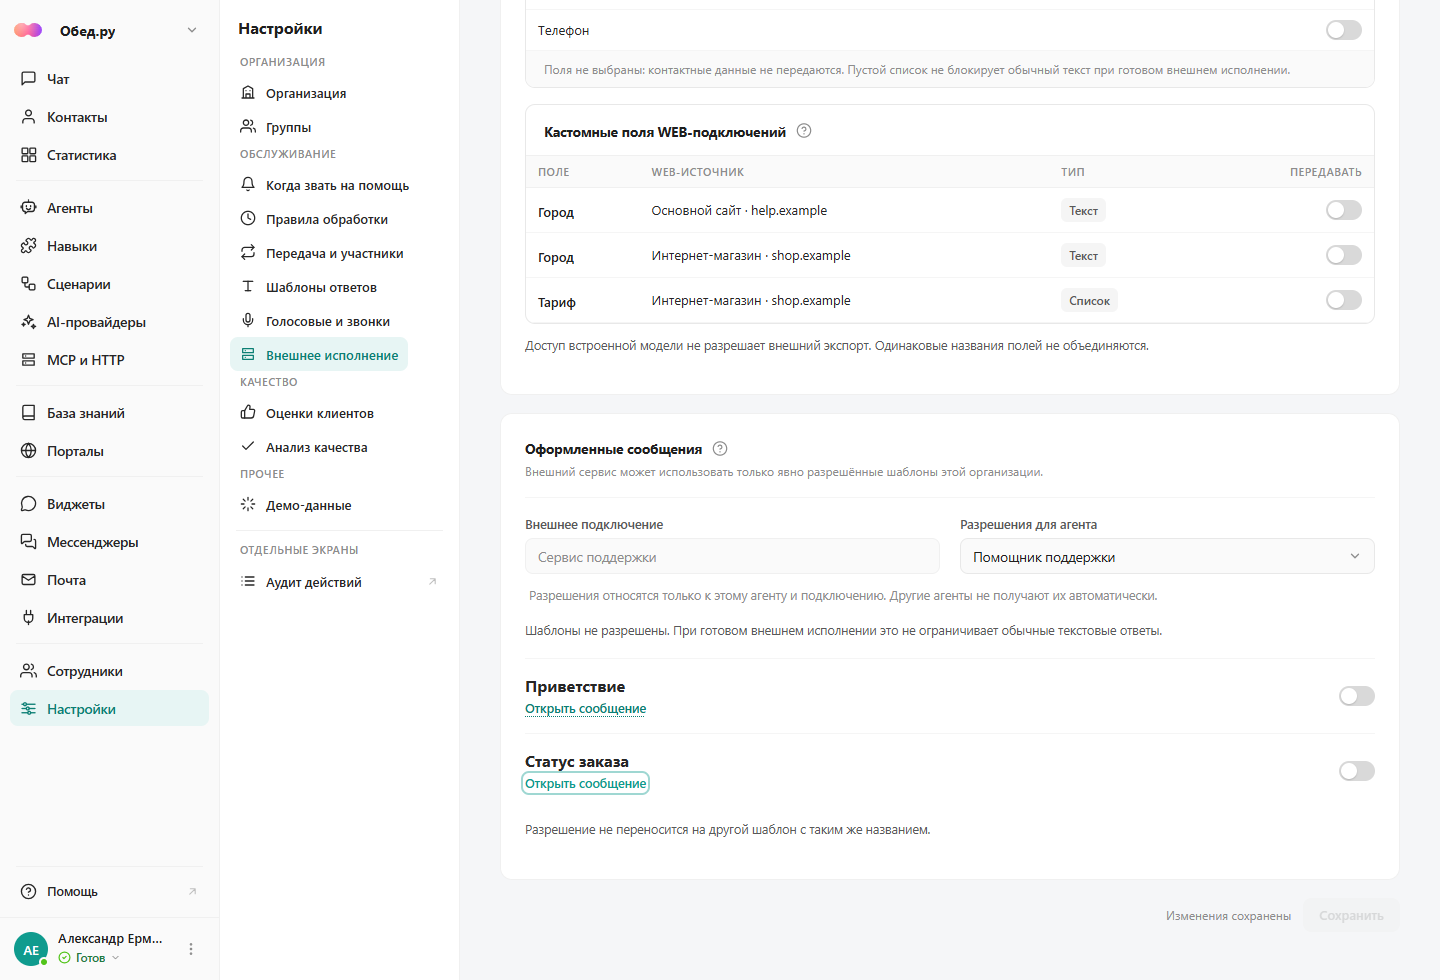 Обед.ру
Чат
Контакты
Статистика
Агенты
Навыки
Сценарии
AI-провайдеры
MCP и HTTP
База знаний
Порталы
Виджеты
Мессенджеры
Почта
Интеграции
Сотрудники
Настройки
Помощь
АЕ
Александр Ерм...
Готов
Настройки
ОРГАНИЗАЦИЯ
Организация
Группы
ОБСЛУЖИВАНИЕ
Когда звать на помощь
Правила обработки
Передача и участники
Шаблоны ответов
Голосовые и звонки
Внешнее исполнение
КАЧЕСТВО
Оценки клиентов
Анализ качества
ПРОЧЕЕ
Демо-данные
ОТДЕЛЬНЫЕ ЭКРАНЫ
Аудит действий
Телефон
Поля не выбраны: контактные данные не передаются. Пустой список не блокирует обычный текст при готовом внешнем исполнении.
Кастомные поля WEB-подключений
ПОЛЕ WEB-ИСТОЧНИК ТИП ПЕРЕДАВАТЬ
Город Основной сайт · help.example Текст
Город Интернет-магазин · shop.example Текст
Тариф Интернет-магазин · shop.example Список
Доступ встроенной модели не разрешает внешний экспорт. Одинаковые названия полей не объединяются.
Оформленные сообщения
Внешний сервис может использовать только явно разрешённые шаблоны этой организации.
Внешнее подключение Разрешения для агента
Сервис поддержки Помощник поддержки
Разрешения относятся только к этому агенту и подключению. Другие агенты не получают их автоматически.
Шаблоны не разрешены. При готовом внешнем исполнении это не ограничивает обычные текстовые ответы.
Приветствие
Открыть сообщение
Статус заказа
Открыть сообщение
Разрешение не переносится на другой шаблон с таким же названием.
Изменения сохранены Сохранить